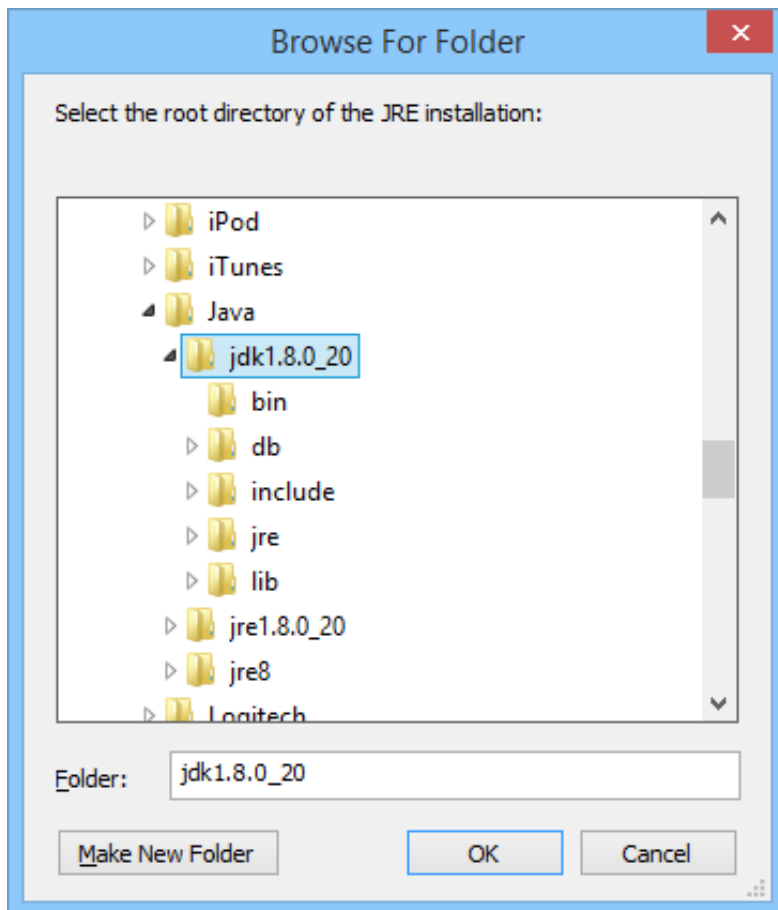 Browse For Folder
Select the root directory of the JRE installation:
iPod
iTunes
Java
jdk1.8.0_20
bin
db
include
jre
lib
jre1.8.0_20
jre8
Logitech
Folder: jdk1.8.0_20
Make New Folder OK Cancel